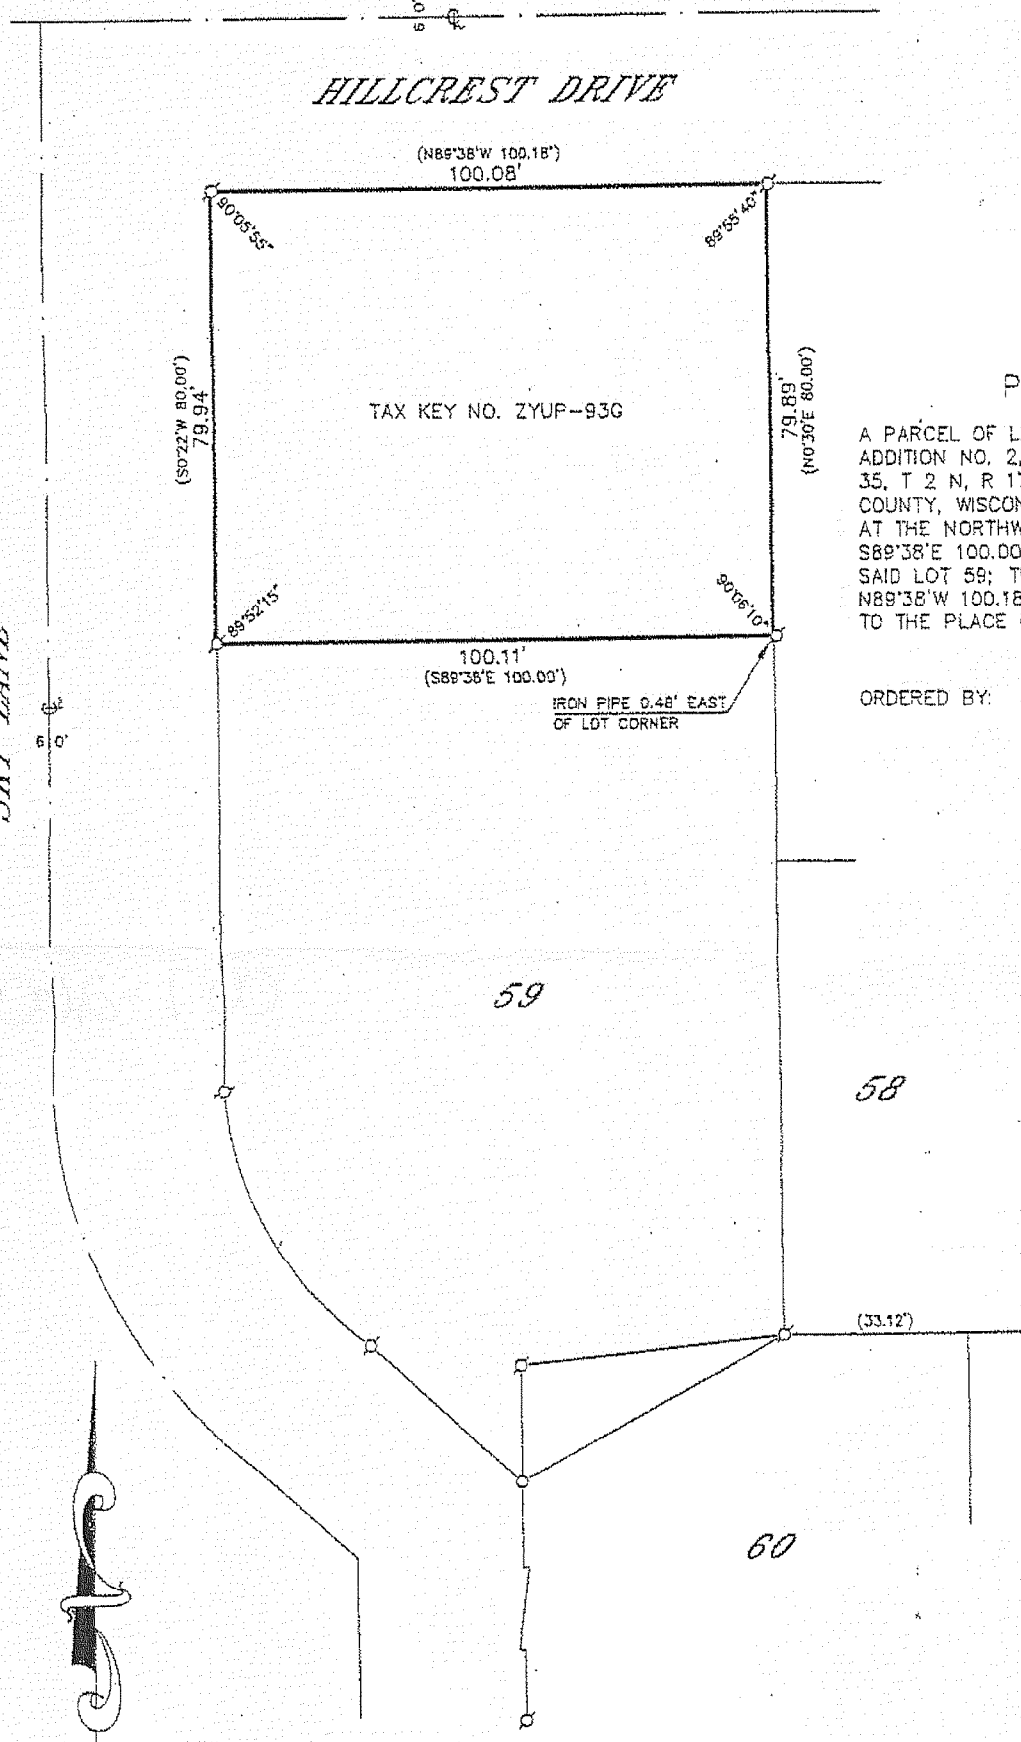 60'
HILLCREST DRIVE
(N89°38'W 100.18')
100.08'
90°05'55"
89°55'40"
(S0°22'W 80.00')
79.94'
TAX KEY NO. ZYUP-93G
79.89'
(N0°30'E 80.00')
P
A PARCEL OF L
ADDITION NO. 2,
35, T 2 N, R 17
COUNTY, WISCON
AT THE NORTHW
S89°38'E 100.00
SAID LOT 59; T
N89°38'W 100.18
TO THE PLACE
89°52'15"
90°06'10"
100.11'
(S89°38'E 100.00')
IRON PIPE 0.48' EAST
OF LOT CORNER
ORDERED BY:
60'
59
58
(33.12')
60